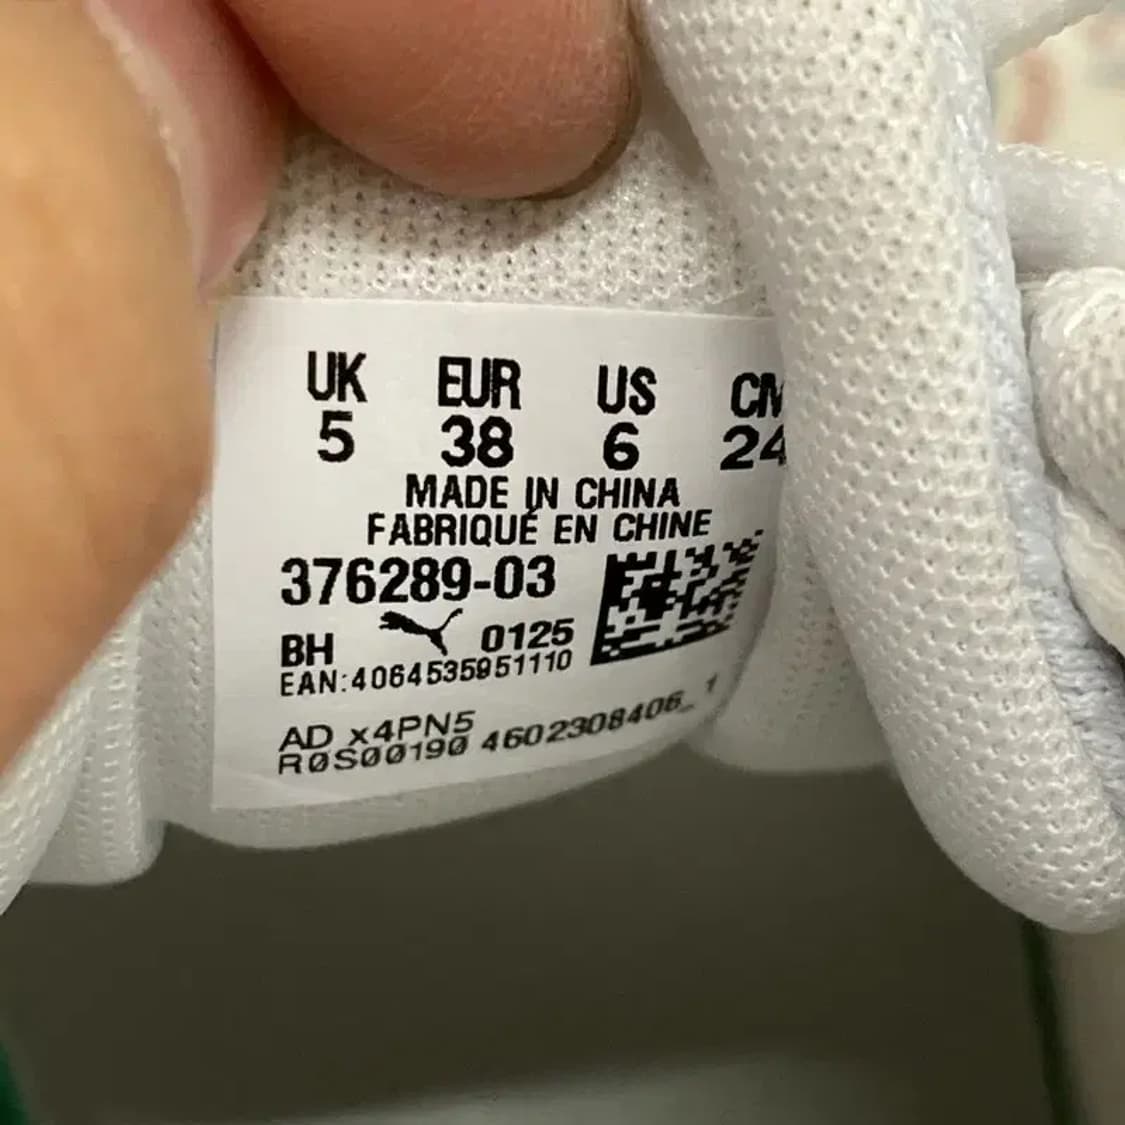 UK EUR US CM
5 38 6 24
MADE IN CHINA
FABRIQUÉ EN CHINE
376289-03
BH 0125
EAN:4064535951110
AD x4PN5
R0S00190 4602308406_1